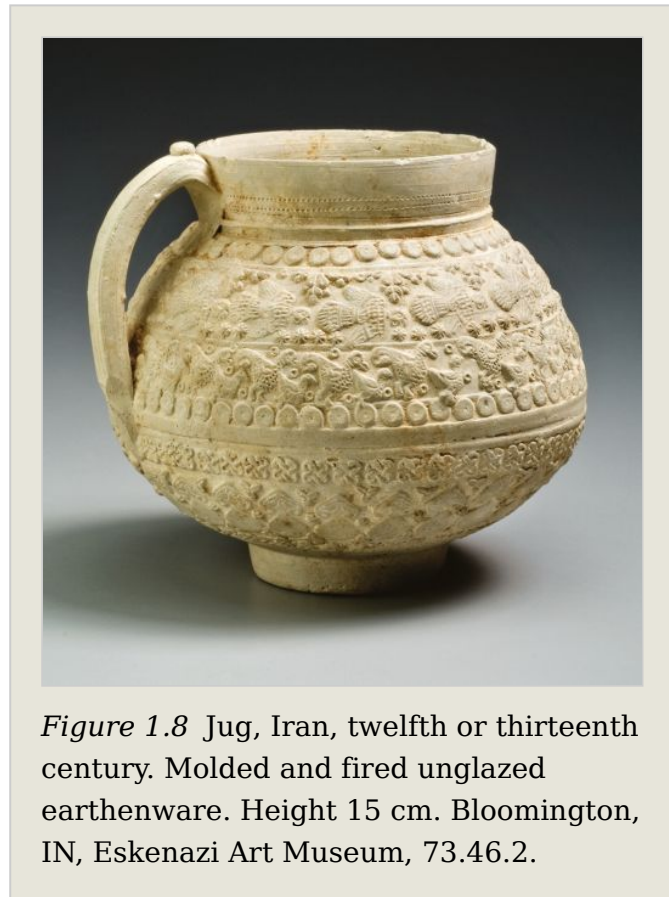 Figure 1.8 Jug, Iran, twelfth or thirteenth
century. Molded and fired unglazed
earthenware. Height 15 cm. Bloomington,
IN, Eskenazi Art Museum, 73.46.2.